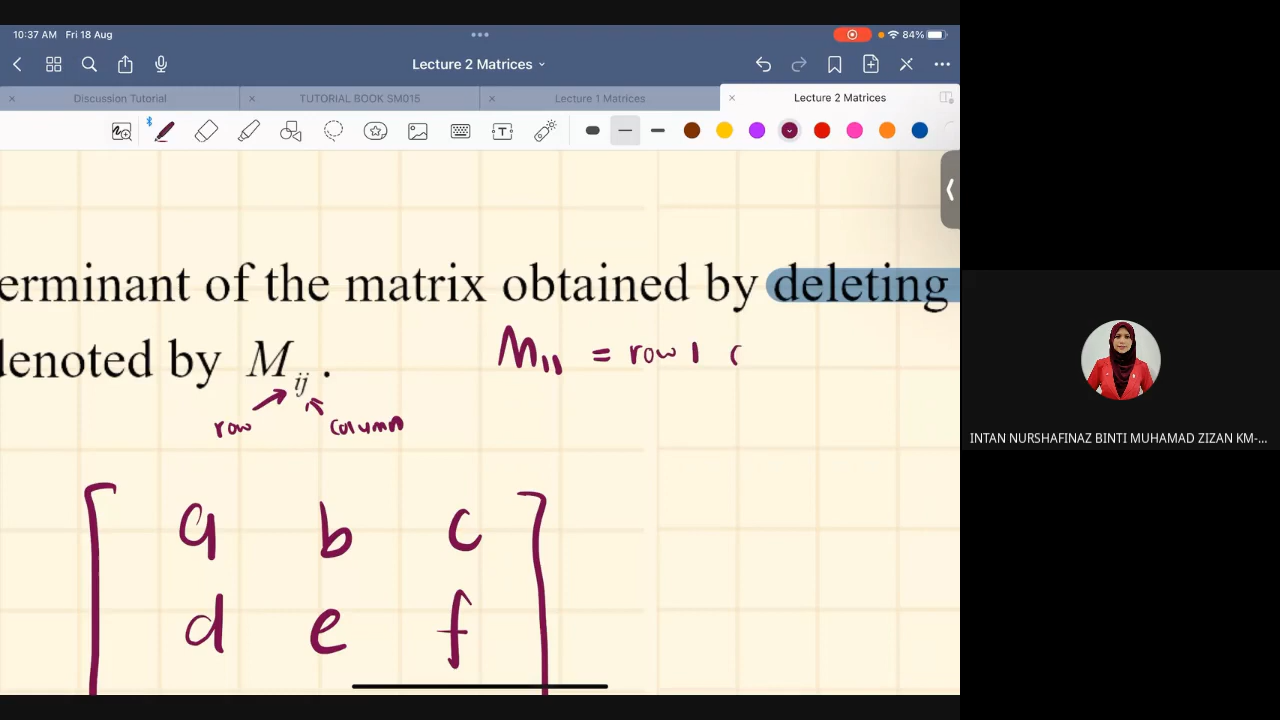 10:37 AM Fri 18 Aug
84%
Lecture 2 Matrices
Discussion Tutorial
TUTORIAL BOOK SM015
Lecture 1 Matrices
Lecture 2 Matrices
erminant of the matrix obtained by deleting
denoted by M ij .
M11 = row 1 c
row
column
a b c
d e f
INTAN NURSHAFINAZ BINTI MUHAMAD ZIZAN KM-...